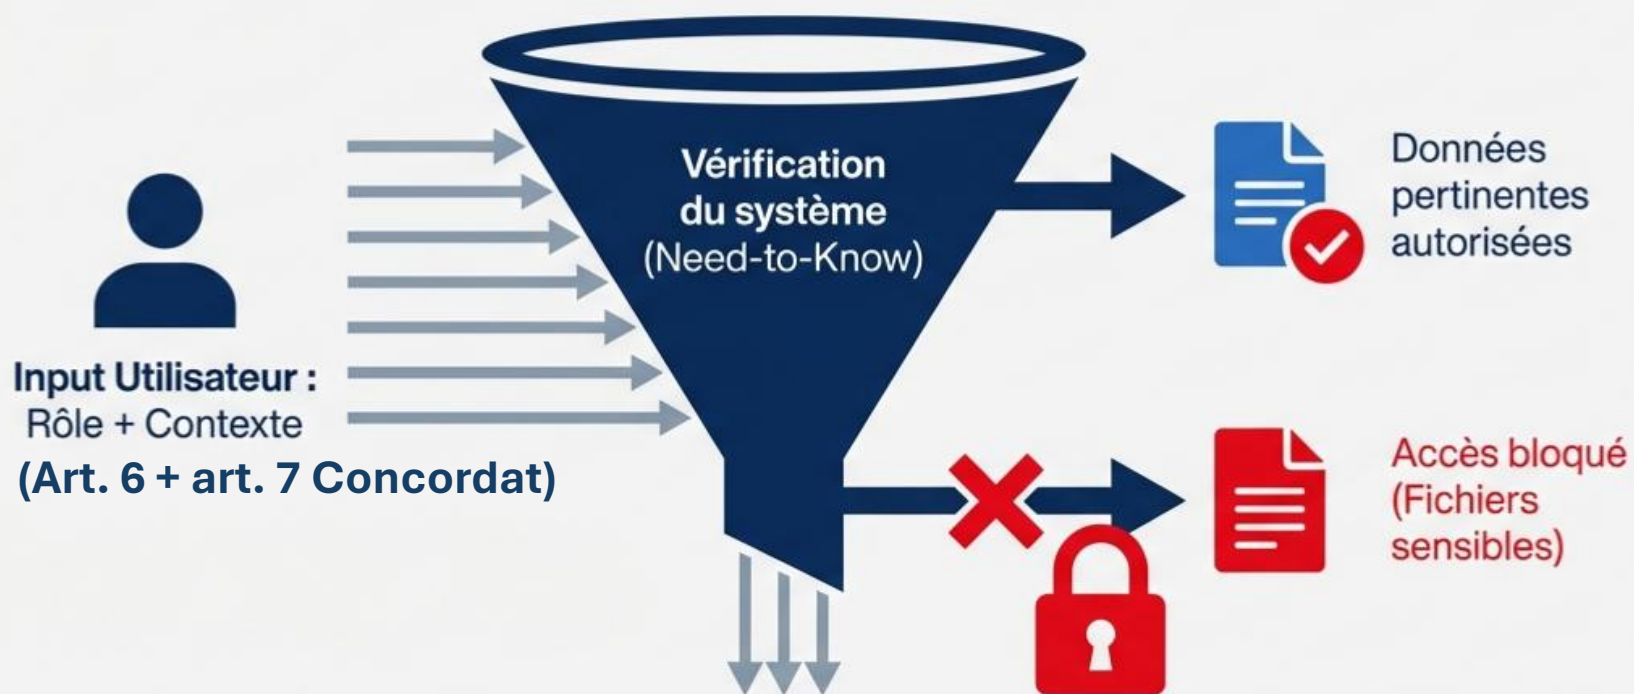 Vérification
du système
(Need-to-Know)
Input Utilisateur :
Rôle + Contexte
(Art. 6 + art. 7 Concordat)
Données
pertinentes
autorisées
Accès bloqué
(Fichiers
sensibles)